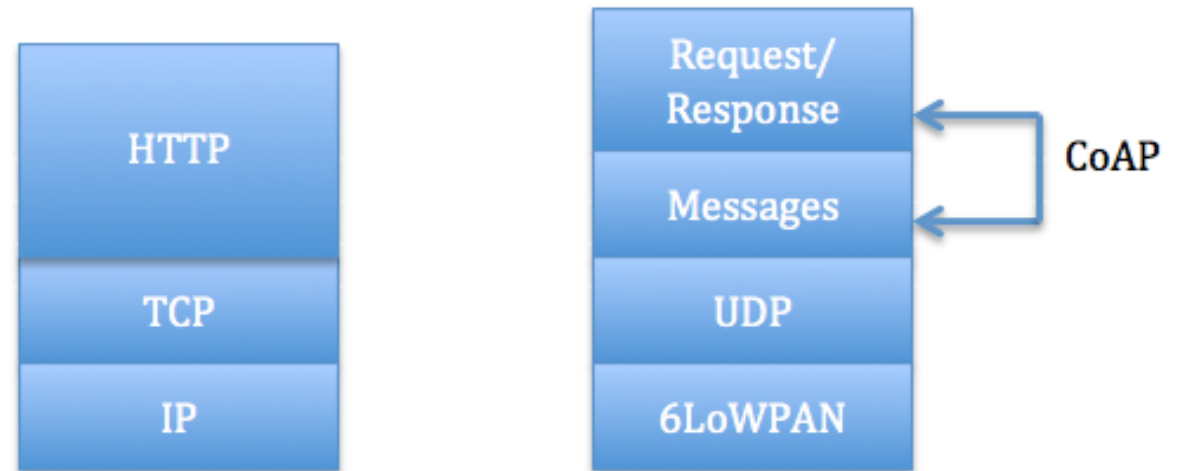 HTTP
TCP
IP
Request/
Response
Messages
UDP
6LoWPAN
CoAP